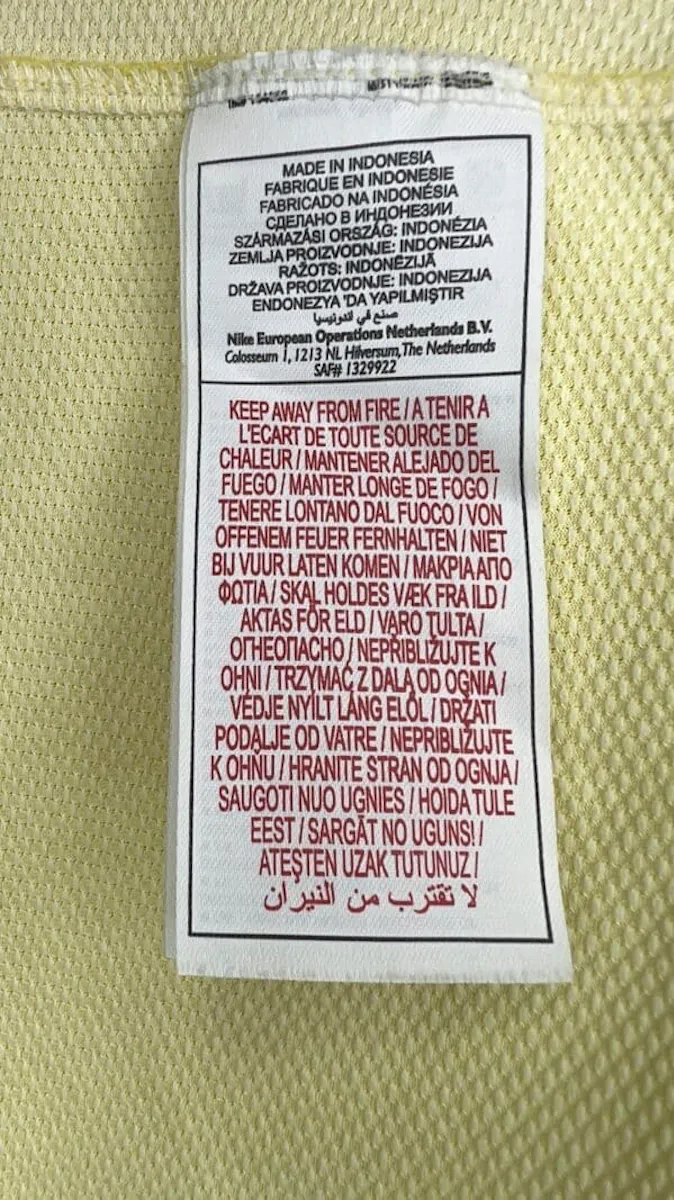 MADE IN INDONESIA
FABRIQUE EN INDONESIE
FABRICADO NA INDONÉSIA
СДЕЛАНО В ИНДОНЕЗИИ
SZÁRMAZÁSI ORSZÁG: INDONÉZIA
ZEMLJA PROIZVODNJE: INDONEZIJA
RAŽOTS: INDONĒZIJĀ
DRŽAVA PROIZVODNJE: INDONEZIJA
ENDONEZYA 'DA YAPILMIŞTIR
صنع في اندونيسيا
Nike European Operations Netherlands B.V.
Colosseum 1, 1213 NL Hilversum, The Netherlands
SAF# 1329922
KEEP AWAY FROM FIRE / A TENIR A
L'ECART DE TOUTE SOURCE DE
CHALEUR / MANTENER ALEJADO DEL
FUEGO / MANTER LONGE DE FOGO /
TENERE LONTANO DAL FUOCO / VON
OFFENEM FEUER FERNHALTEN / NIET
BIJ VUUR LATEN KOMEN / ΜΑΚΡΙΑ ΑΠΟ
ΦΩΤΙΑ / SKAL HOLDES VÆK FRA ILD /
AKTAS FÖR ELD / VARO TULTA /
ОГНЕОПАСНО / NEPŘIBLIŽUJTE K
OHNI / TRZYMAĆ Z DALA OD OGNIA /
VÉDJE NYÍLT LÁNG ELŐL / DRŽATI
PODALJE OD VATRE / NEPRIBLIŽUJTE
K OHŇU / HRANITE STRAN OD OGNJA /
SAUGOTI NUO UGNIES / HOIDA TULE
EEST / SARGĀT NO UGUNS! /
ATEŞTEN UZAK TUTUNUZ /
لا تقترب من النيران